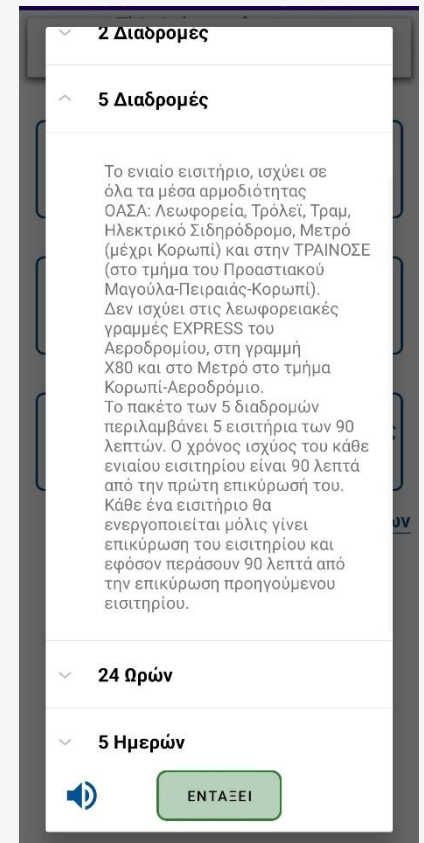 2 Διαδρομές
5 Διαδρομές
Το ενιαίο εισιτήριο, ισχύει σε
όλα τα μέσα αρμοδιότητας
ΟΑΣΑ: Λεωφορεία, Τρόλεϊ, Τραμ,
Ηλεκτρικό Σιδηρόδρομο, Μετρό
(μέχρι Κορωπί) και στην ΤΡΑΙΝΟΣΕ
(στο τμήμα του Προαστιακού
Μαγούλα-Πειραιάς-Κορωπί).
Δεν ισχύει στις λεωφορειακές
γραμμές EXPRESS του
Αεροδρομίου, στη γραμμή
Χ80 και στο Μετρό στο τμήμα
Κορωπί-Αεροδρόμιο.
Το πακέτο των 5 διαδρομών
περιλαμβάνει 5 εισιτήρια των 90
λεπτών. Ο χρόνος ισχύος του κάθε
ενιαίου εισιτηρίου είναι 90 λεπτά
από την πρώτη επικύρωσή του.
Κάθε ένα εισιτήριο θα
ενεργοποιείται μόλις γίνει
επικύρωση του εισιτηρίου και
εφόσον περάσουν 90 λεπτά από
την επικύρωση προηγούμενου
εισιτηρίου.
24 Ωρών
5 Ημερών
ΕΝΤΑΞΕΙ